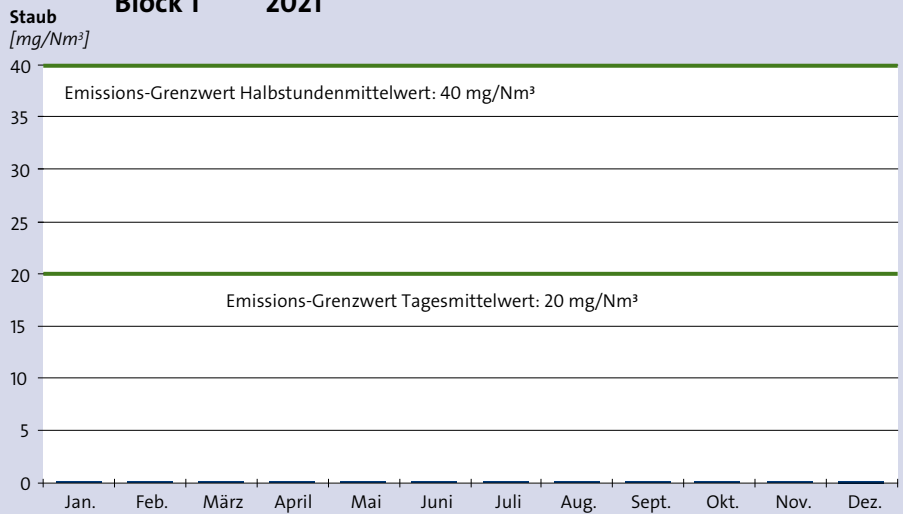 Block 1 2021
Staub
[mg/Nm³]
40
Emissions-Grenzwert Halbstundenmittelwert: 40 mg/Nm³
35
30
25
20
Emissions-Grenzwert Tagesmittelwert: 20 mg/Nm³
15
10
5
0
Jan. Feb. März April Mai Juni Juli Aug. Sept. Okt. Nov. Dez.